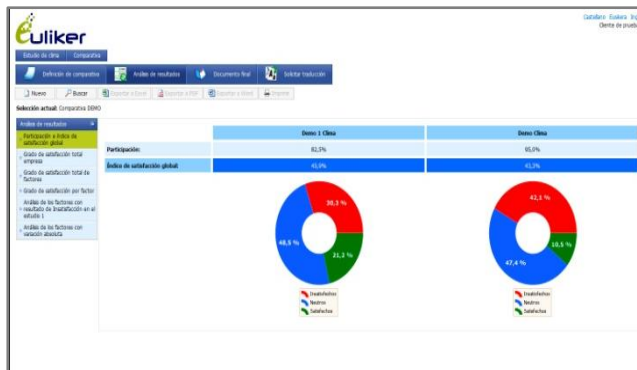 euliker
Castellano Euskera
Cliente de prueba
Estudio de clima Comparativa
Definición de comparativa Análisis de resultados Documento final Solicitar traducción
Nuevo Buscar Exportar a Excel Exportar a PDF Exportar a Word Imprimir
Selección actual: Comparativa DEMO
Análisis de resultados
Participación e índice de
satisfacción global
Grado de satisfacción total
empresa
Grado de satisfacción total de
factores
Grado de satisfacción por factor
Análisis de los factores con
resultado de insatisfacción en el
estudio 1
Análisis de los factores con
variación absoluta
Demo 1 Clima Demo Clima
Participación: 82,5% 95,0%
Índice de satisfacción global:
30,3 % 48,5 % 21,2 %
42,1 % 47,4 % 10,5 %
Insatisfechos
Neutros
Satisfechos
Insatisfechos
Neutros
Satisfechos